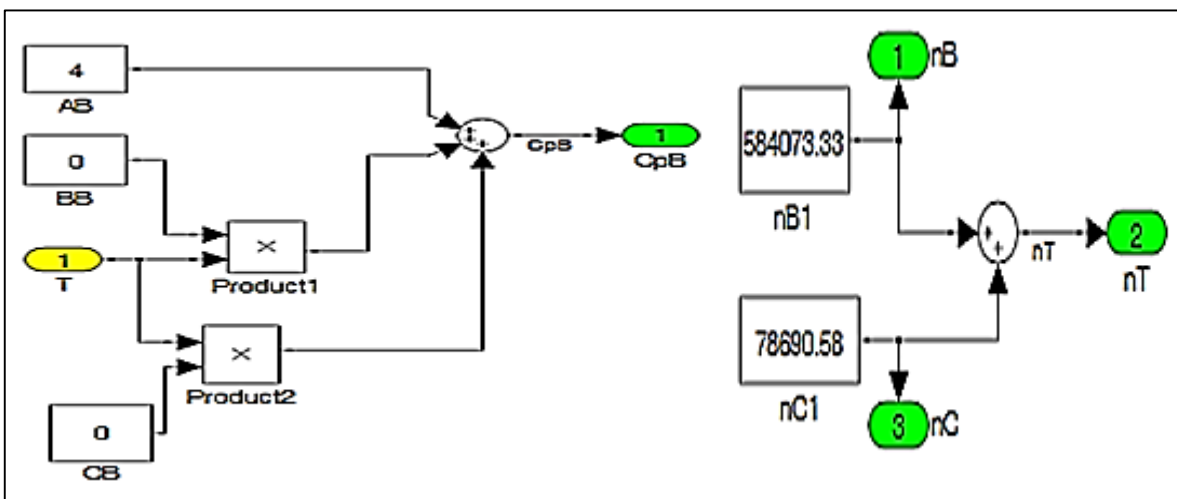 4
AB
0
BB
1
T
×
Product1
×
Product2
0
CB
CpB
1
CpB
1
nB
584073.33
nB1
nT
2
nT
78690.58
nC1
3
nC